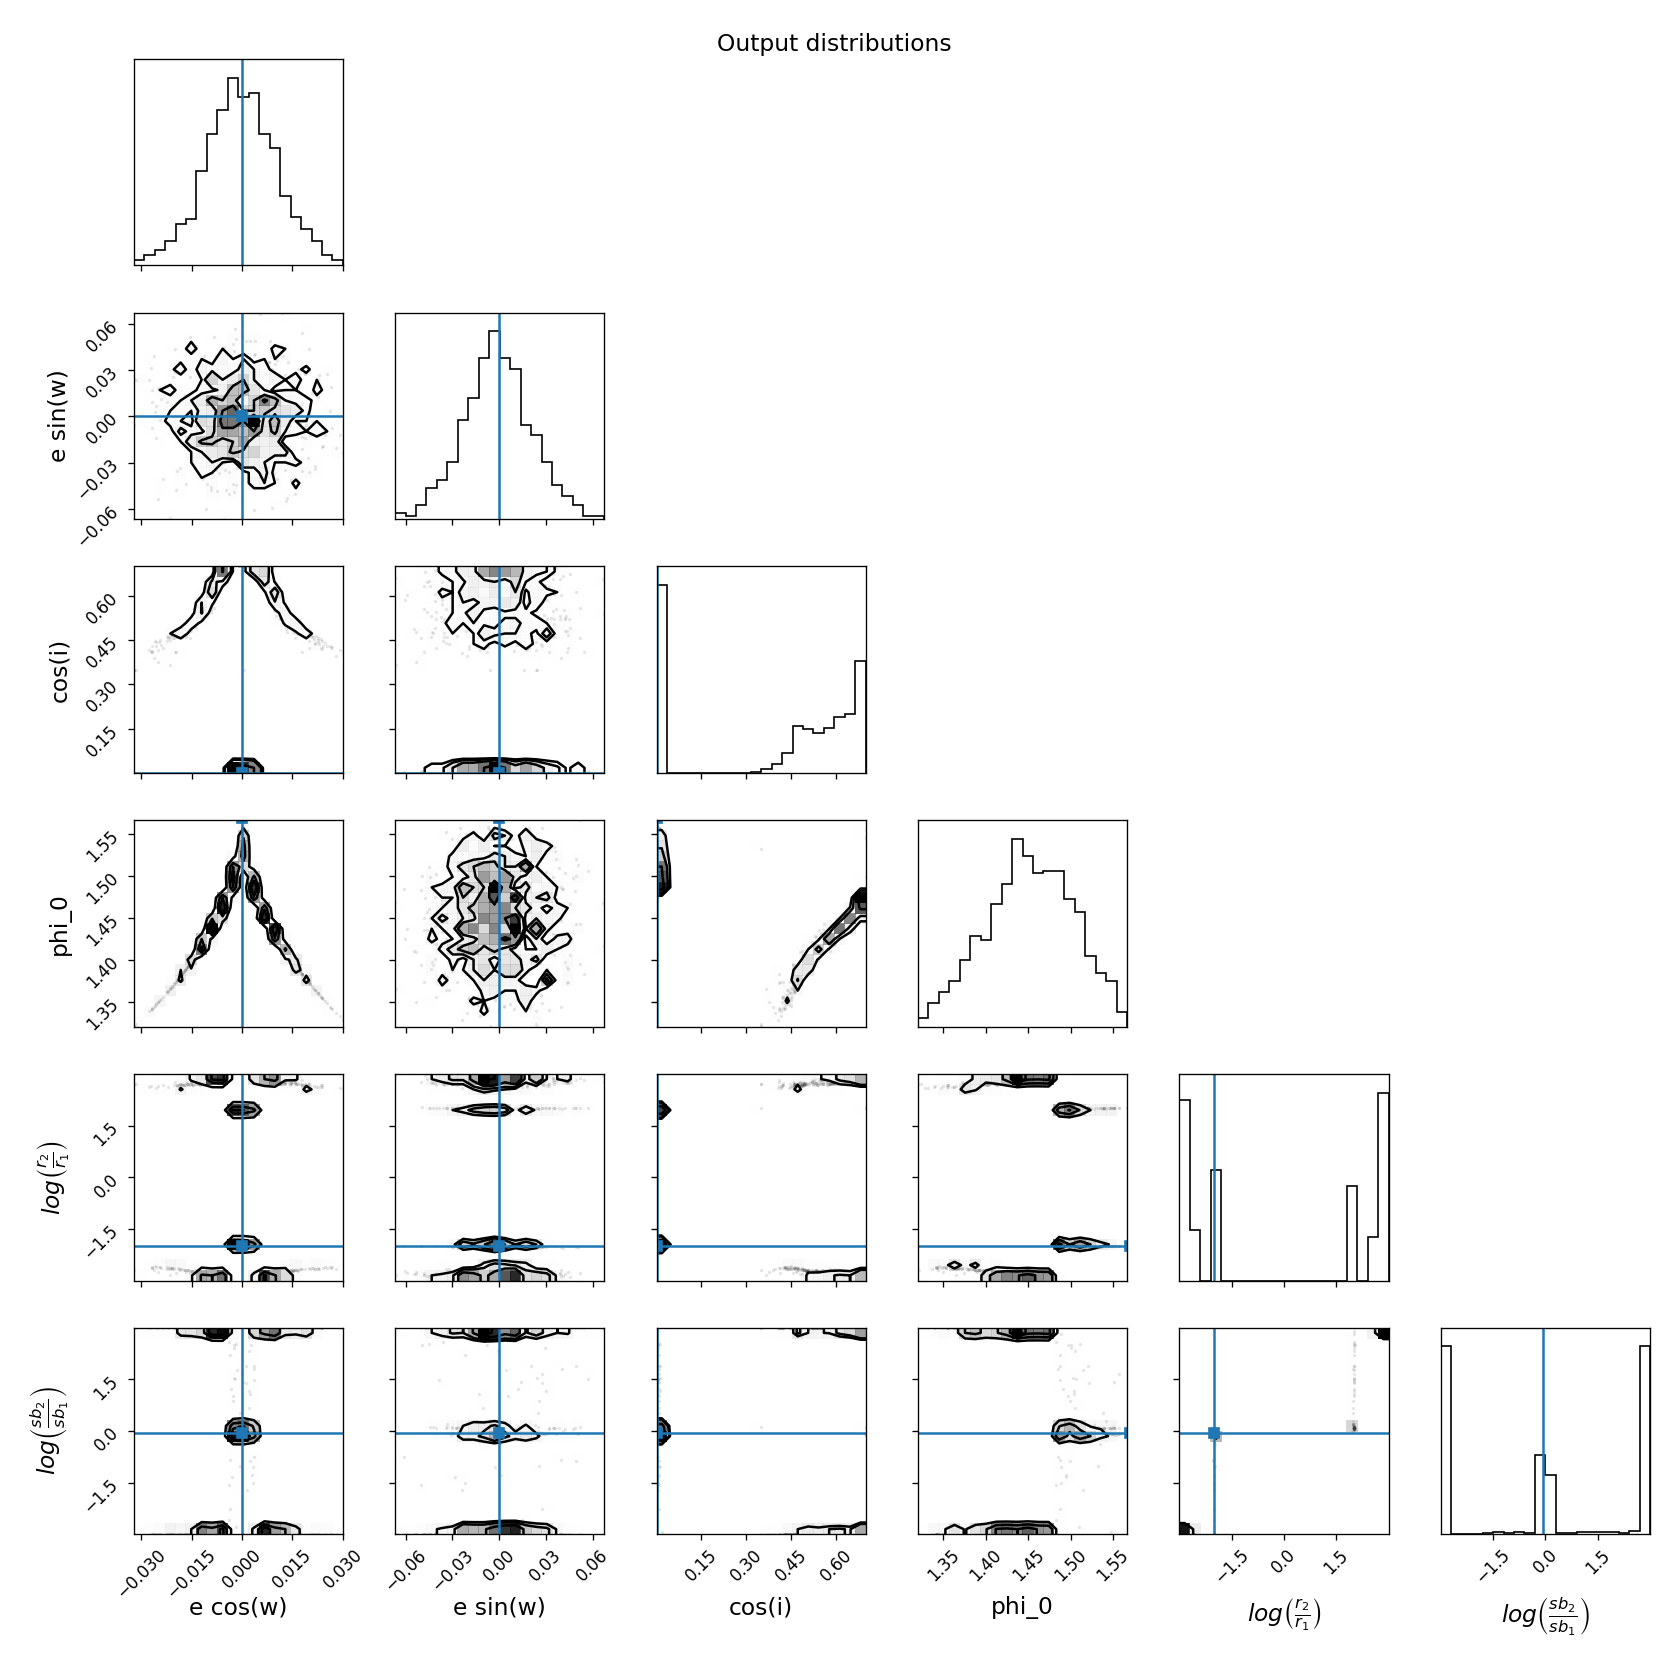 Output distributions
e sin(w)
0.06
0.03
0.00
−0.03
−0.06
cos(i)
0.60
0.45
0.30
0.15
phi_0
1.55
1.50
1.45
1.40
1.35
log(r2/r1)
1.5
0.0
−1.5
log(sb2/sb1)
1.5
0.0
−1.5
−0.030 −0.015 0.000 0.015 0.030
−0.06 −0.03 0.00 0.03 0.06
0.15 0.30 0.45 0.60
1.35 1.40 1.45 1.50 1.55
−1.5 0.0 1.5
−1.5 0.0 1.5
e cos(w)
e sin(w)
cos(i)
phi_0
log(r2/r1)
log(sb2/sb1)